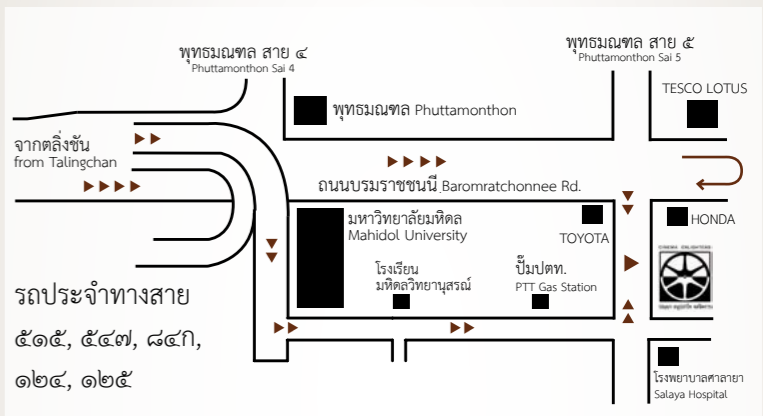 พุทธมณฑล สาย ๔
Phuttamonthon Sai 4
พุทธมณฑล สาย ๕
Phuttamonthon Sai 5
TESCO LOTUS
พุทธมณฑล Phuttamonthon
จากตลิ่งชัน
from Talingchan
ถนนบรมราชชนนี Baromratchonnee Rd.
มหาวิทยาลัยมหิดล
Mahidol University
TOYOTA
HONDA
โรงเรียน
มหิดลวิทยานุสรณ์
ปั๊มปตท.
PTT Gas Station
รถประจำทางสาย
๕๑๕, ๕๔๗, ๘๔ก,
๑๒๔, ๑๒๕
โรงพยาบาลศาลายา
Salaya Hospital